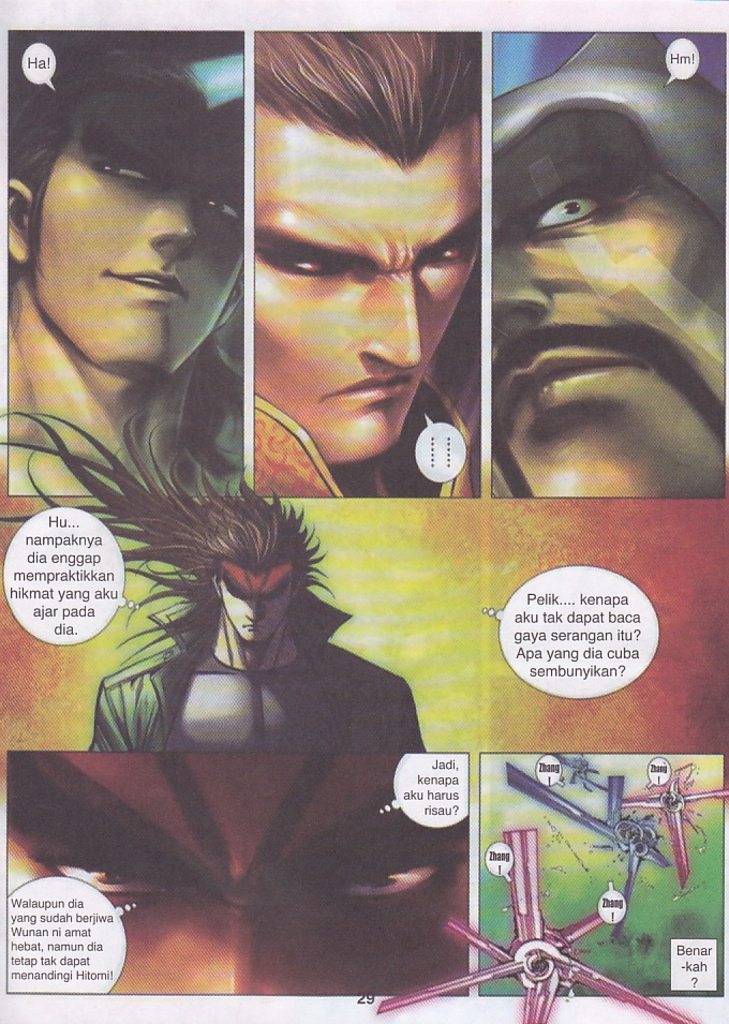 Ha!
Hm!
Hu...
nampaknya
dia enggap
mempraktikkan
hikmat yang aku
ajar pada
dia.
Pelik.... kenapa
aku tak dapat baca
gaya serangan itu?
Apa yang dia cuba
sembunyikan?
Jadi,
kenapa
aku harus
risau?
Walaupun dia
yang sudah berjiwa
Wunan ni amat
hebat, namun dia
tetap tak dapat
menandingi Hitomi!
Zhang
!
Zhang
!
Zhang
!
Zhang
!
Benar
-kah
?
29